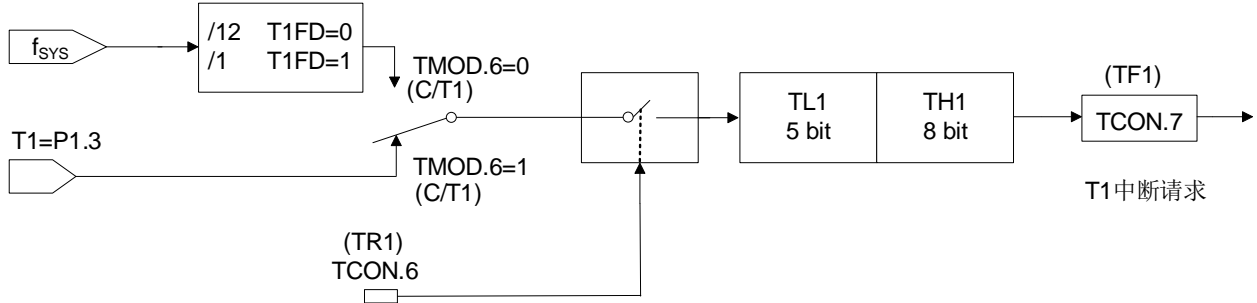 f_SYS
/12 T1FD=0
/1 T1FD=1
TMOD.6=0
(C/T1)
T1=P1.3
TMOD.6=1
(C/T1)
(TR1)
TCON.6
TL1
5 bit
TH1
8 bit
(TF1)
TCON.7
T1中断请求